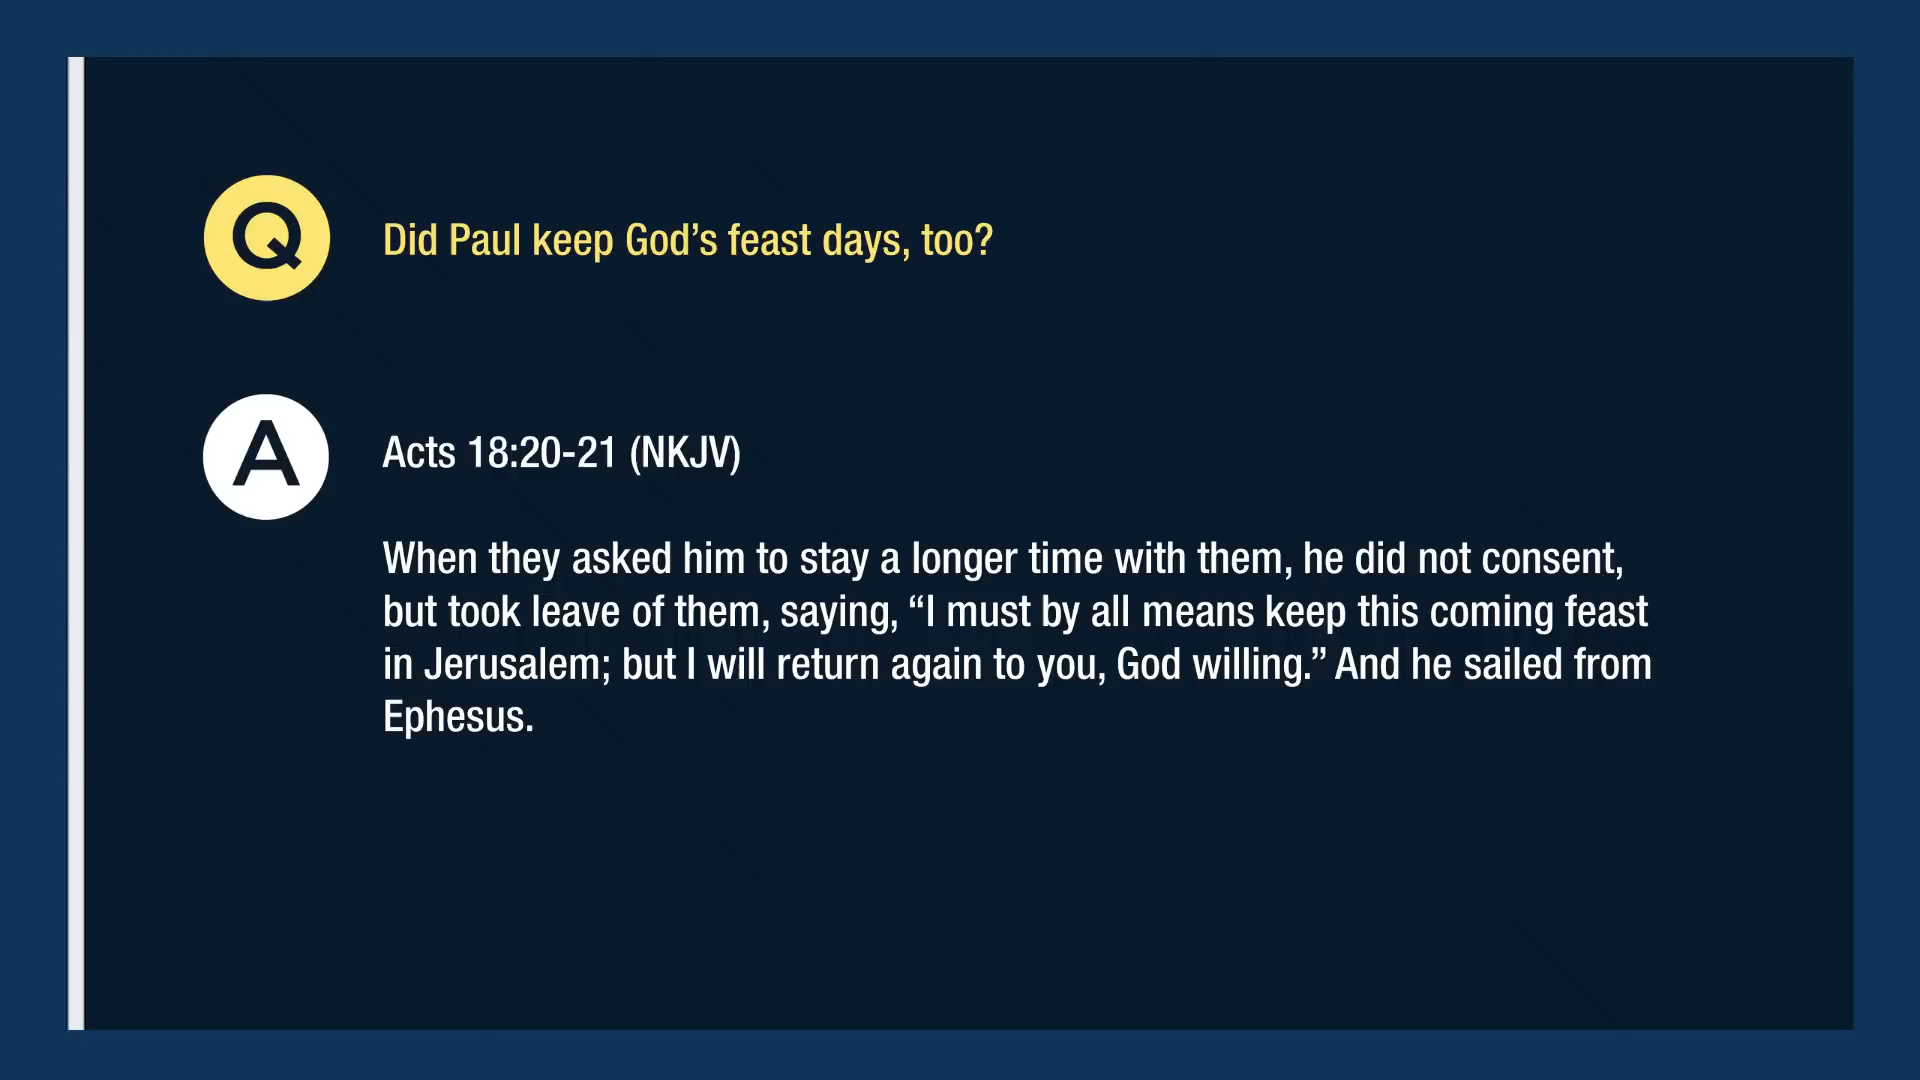 Q Did Paul keep God’s feast days, too?
A Acts 18:20-21 (NKJV)
When they asked him to stay a longer time with them, he did not consent,
but took leave of them, saying, “I must by all means keep this coming feast
in Jerusalem; but I will return again to you, God willing.” And he sailed from
Ephesus.